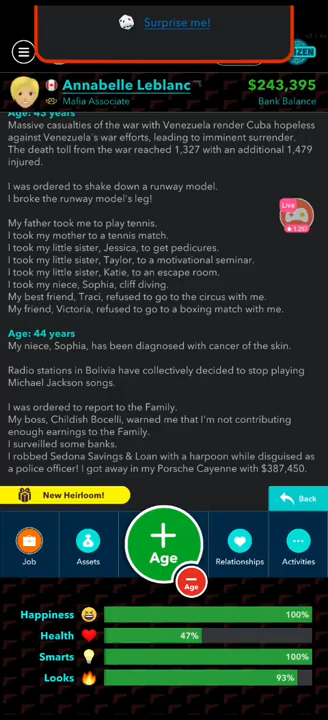 Surprise me!
Annabelle Leblanc
Mafia Associate
$243,395
Bank Balance
Age: 43 years
Massive casualties of the war with Venezuela render Cuba hopeless
against Venezuela's war efforts, leading to imminent surrender.
The death toll from the war reached 1,327 with an additional 1,479
injured.
I was ordered to shake down a runway model.
I broke the runway model's leg!
My father took me to play tennis.
I took my mother to a tennis match.
I took my little sister, Jessica, to get pedicures.
I took my little sister, Taylor, to a motivational seminar.
I took my little sister, Katie, to an escape room.
I took my niece, Sophia, cliff diving.
My best friend, Traci, refused to go to the circus with me.
My friend, Victoria, refused to go to a boxing match with me.
Live
1,257
Age: 44 years
My niece, Sophia, has been diagnosed with cancer of the skin.
Radio stations in Bolivia have collectively decided to stop playing
Michael Jackson songs.
I was ordered to report to the Family.
My boss, Childish Bocelli, warned me that I'm not contributing
enough earnings to the Family.
I surveilled some banks.
I robbed Sedona Savings & Loan with a harpoon while disguised as
a police officer! I got away in my Porsche Cayenne with $387,450.
New Heirloom!
Back
Job
Assets
Age
Age
Relationships
Activities
Happiness 100%
Health 47%
Smarts 100%
Looks 93%